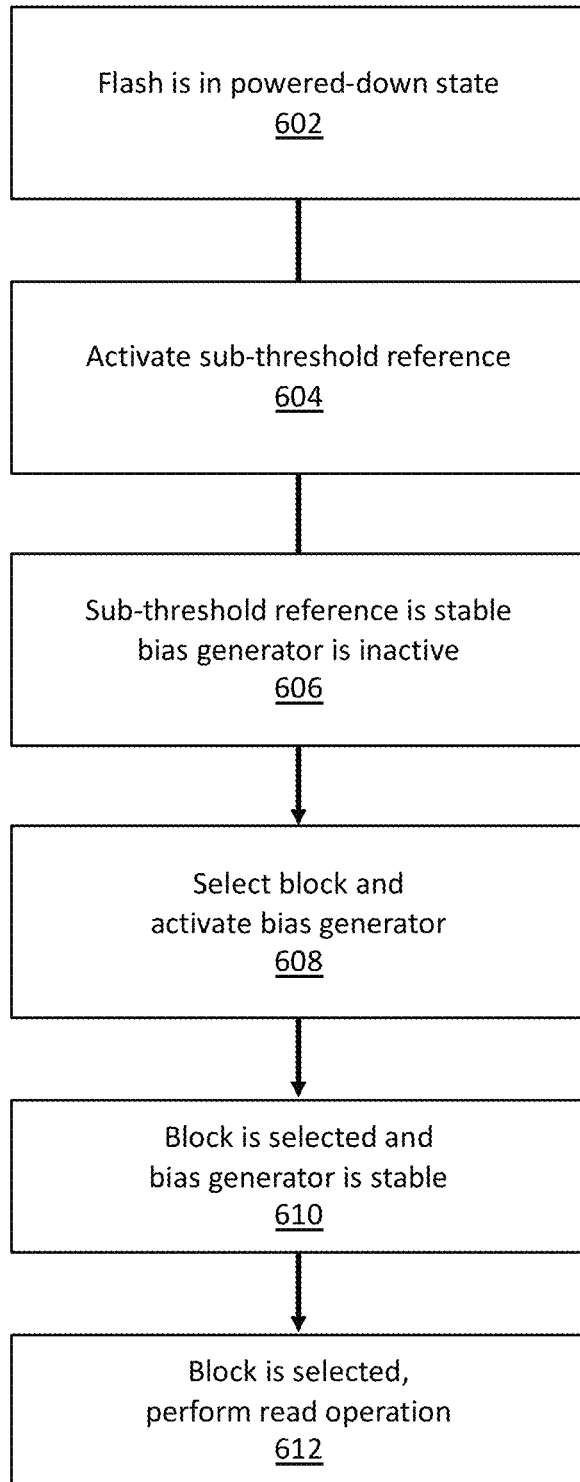 Flash is in powered-down state
602
Activate sub-threshold reference
604
Sub-threshold reference is stable
bias generator is inactive
606
Select block and
activate bias generator
608
Block is selected and
bias generator is stable
610
Block is selected,
perform read operation
612